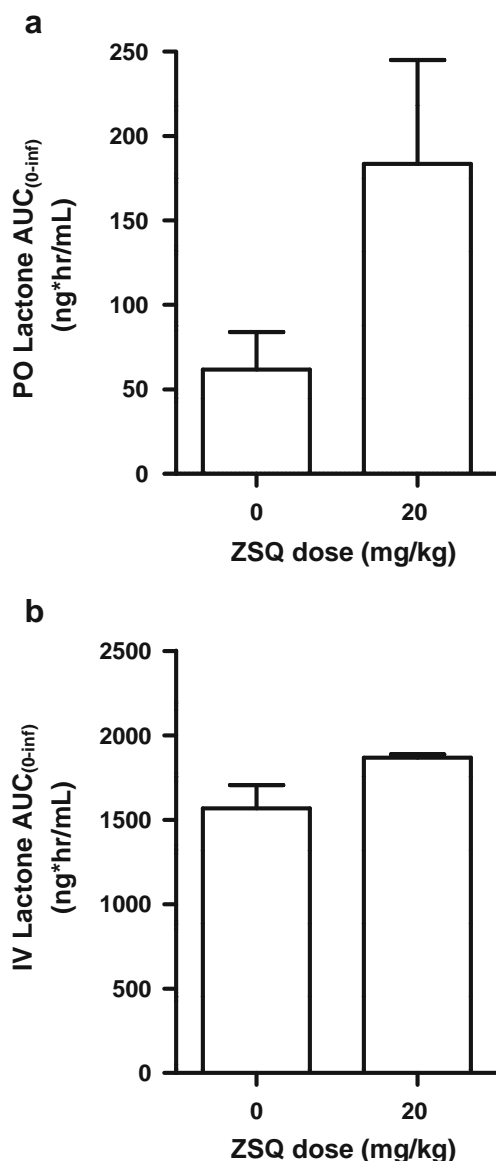 a
PO Lactone AUC(0-inf)
(ng*hr/mL)
250
200
150
100
50
0
0 20
ZSQ dose (mg/kg)
b
IV Lactone AUC(0-inf)
(ng*hr/mL)
2500
2000
1500
1000
500
0
0 20
ZSQ dose (mg/kg)